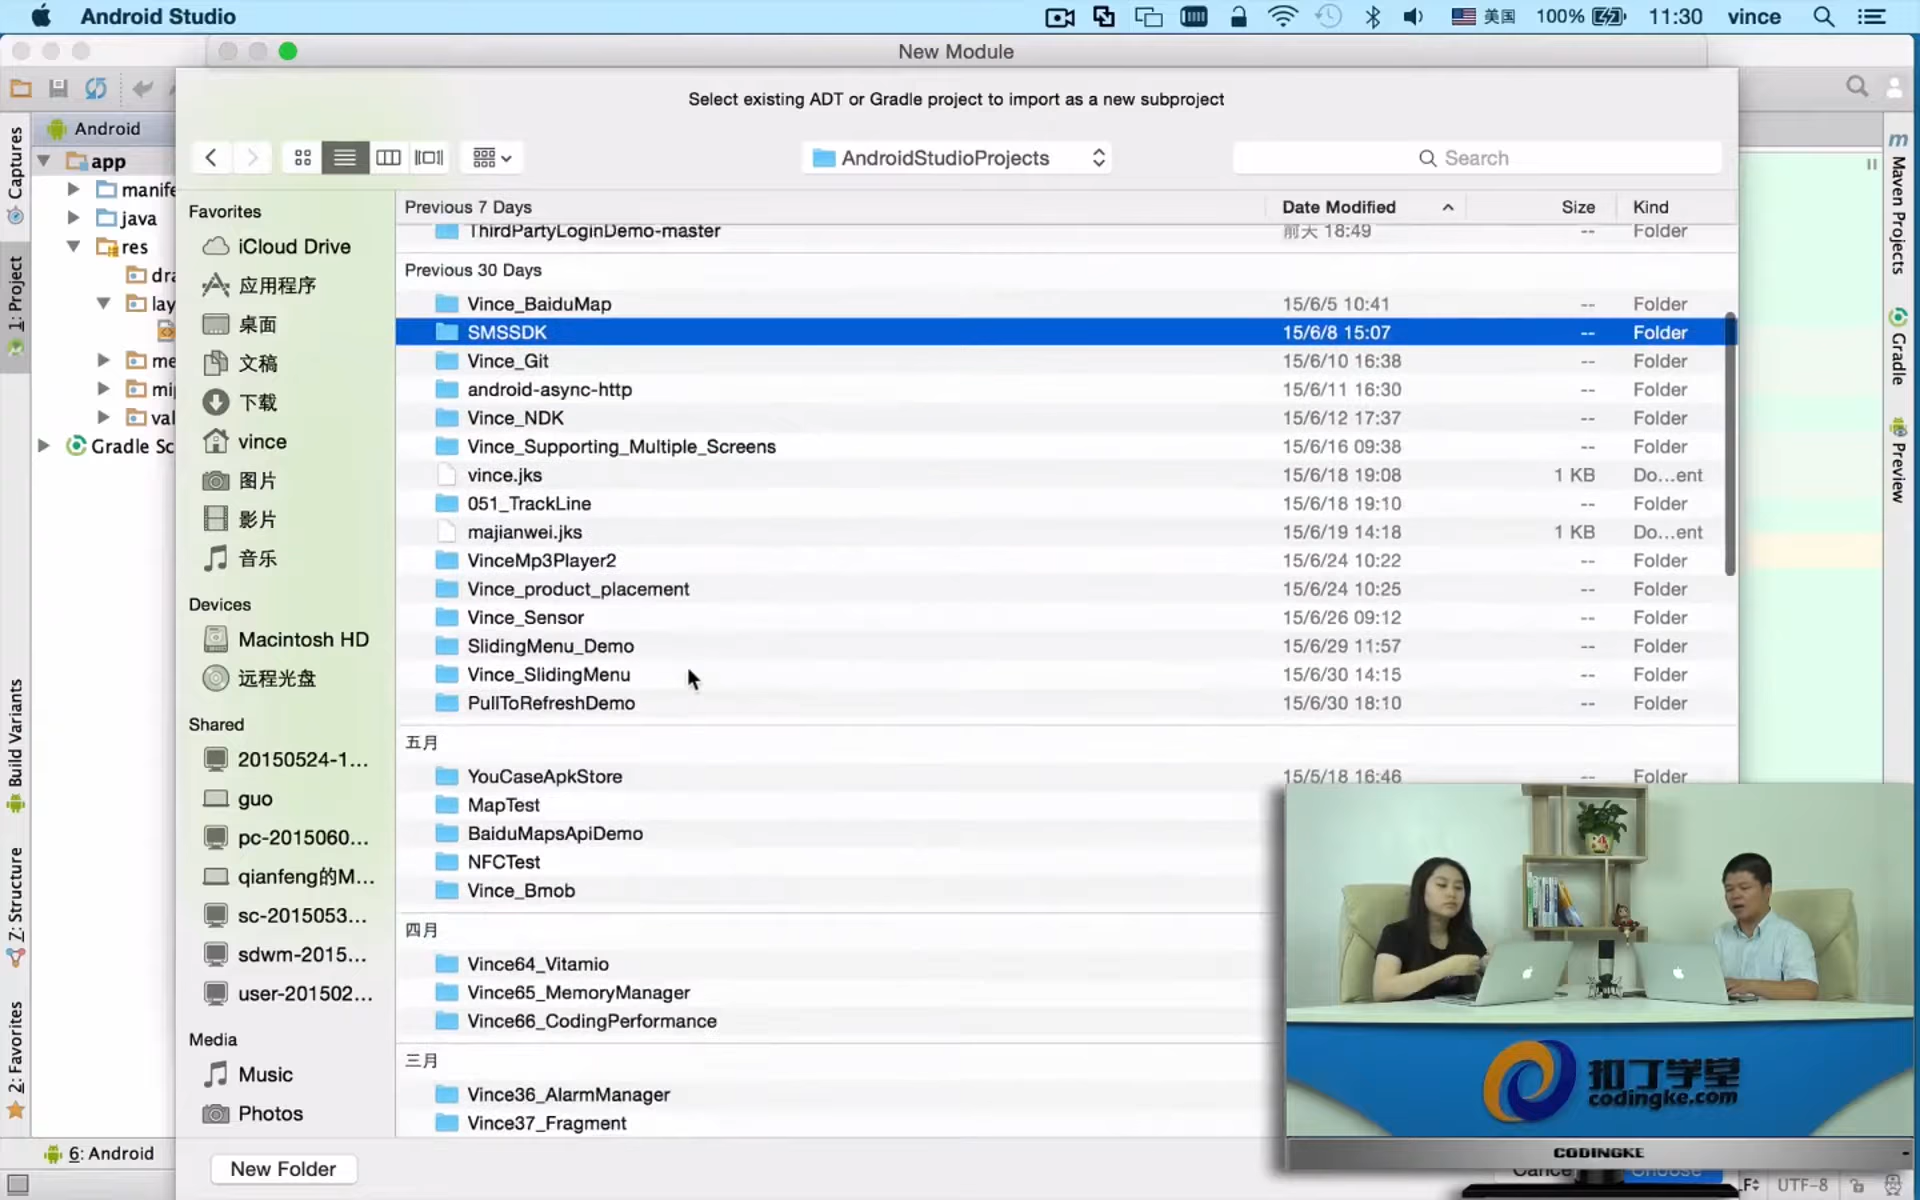 Android Studio
美国
100%
11:30
vince
New Module
Select existing ADT or Gradle project to import as a new subproject
AndroidStudioProjects
Search
Captures
1: Project
Build Variants
Z: Structure
2: Favorites
Android
app
manife
java
res
dra
lay
me
mip
val
Gradle Sc
Favorites
iCloud Drive
应用程序
桌面
文稿
下载
vince
图片
影片
音乐
Devices
Macintosh HD
远程光盘
Shared
20150524-1...
guo
pc-2015060...
qianfeng的M...
sc-2015053...
sdwm-2015...
user-201502...
Media
Music
Photos
Previous 7 Days Date Modified Size Kind
ThirdPartyLoginDemo-master 前天 18:49 -- Folder
Previous 30 Days
Vince_BaiduMap 15/6/5 10:41 -- Folder
SMSSDK 15/6/8 15:07 -- Folder
Vince_Git 15/6/10 16:38 -- Folder
android-async-http 15/6/11 16:30 -- Folder
Vince_NDK 15/6/12 17:37 -- Folder
Vince_Supporting_Multiple_Screens 15/6/16 09:38 -- Folder
vince.jks 15/6/18 19:08 1 KB Do...ent
051_TrackLine 15/6/18 19:10 -- Folder
majianwei.jks 15/6/19 14:18 1 KB Do...ent
VinceMp3Player2 15/6/24 10:22 -- Folder
Vince_product_placement 15/6/24 10:25 -- Folder
Vince_Sensor 15/6/26 09:12 -- Folder
SlidingMenu_Demo 15/6/29 11:57 -- Folder
Vince_SlidingMenu 15/6/30 14:15 -- Folder
PullToRefreshDemo 15/6/30 18:10 -- Folder
五月
YouCaseApkStore 15/5/18 16:46 -- Folder
MapTest
BaiduMapsApiDemo
NFCTest
Vince_Bmob
四月
Vince64_Vitamio
Vince65_MemoryManager
Vince66_CodingPerformance
三月
Vince36_AlarmManager
Vince37_Fragment
Maven Projects
Gradle
Preview
扣丁学堂
codingke.com
CODINGKE
6: Android
New Folder
Cance
Choose
UTF-8